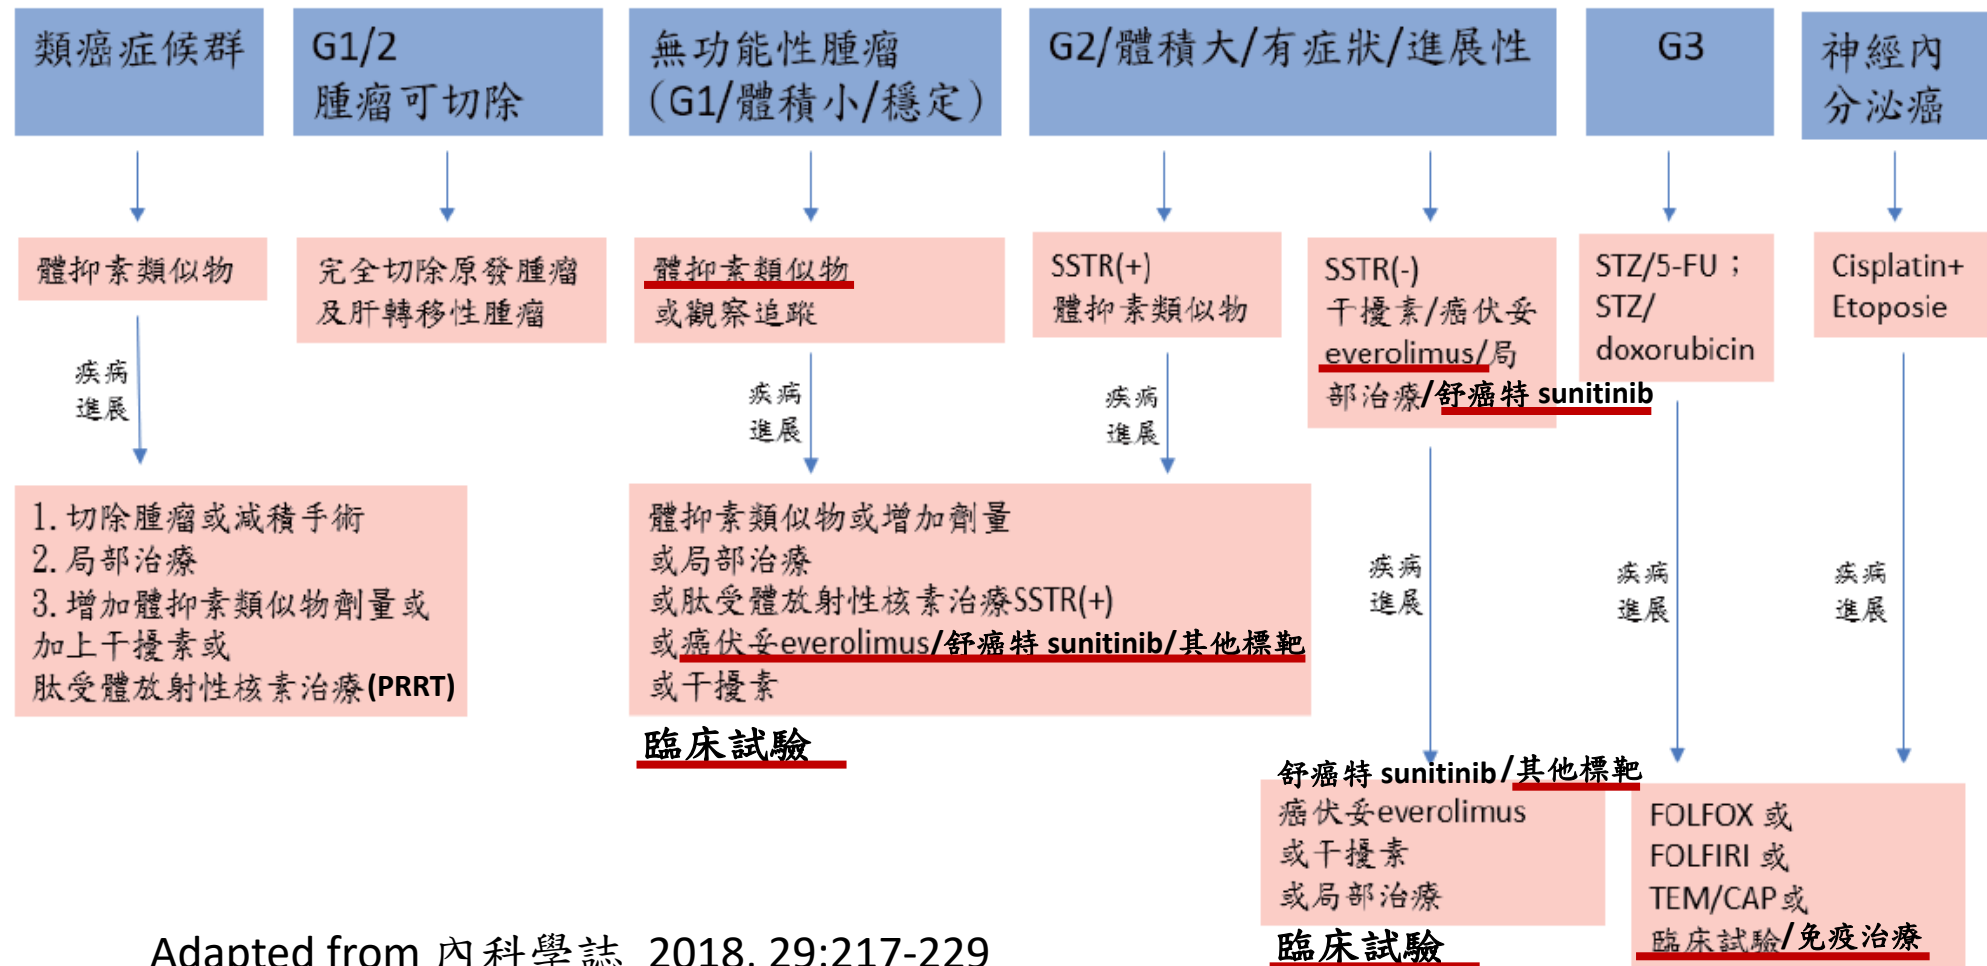 類癌症候群
G1/2
腫瘤可切除
無功能性腫瘤
(G1/體積小/穩定)
G2/體積大/有症狀/進展性
G3
神經內
分泌癌
體抑素類似物
完全切除原發腫瘤
及肝轉移性腫瘤
體抑素類似物
或觀察追蹤
SSTR(+)
體抑素類似物
SSTR(-)
干擾素/癌伏妥
everolimus/局
部治療/舒癌特 sunitinib
STZ/5-FU；
STZ/
doxorubicin
Cisplatin+
Etoposie
疾病
進展
疾病
進展
疾病
進展
1.切除腫瘤或減積手術
2.局部治療
3.增加體抑素類似物劑量或
加上干擾素或
肽受體放射性核素治療(PRRT)
體抑素類似物或增加劑量
或局部治療
或肽受體放射性核素治療SSTR(+)
或癌伏妥everolimus/舒癌特 sunitinib/其他標靶
或干擾素
臨床試驗
疾病
進展
疾病
進展
疾病
進展
舒癌特 sunitinib/其他標靶
癌伏妥everolimus
或干擾素
或局部治療
臨床試驗
FOLFOX 或
FOLFIRI 或
TEM/CAP或
臨床試驗/免疫治療
Adapted from 內科學誌 2018, 29:217-229